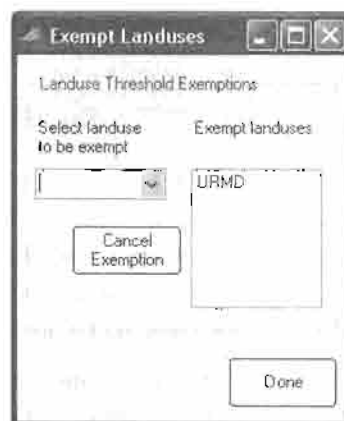 Exempt Landuses
Landuse Threshold Exemptions
Select landuse
to be exempt
Exempt landuses
URMD
Cancel
Exemption
Done